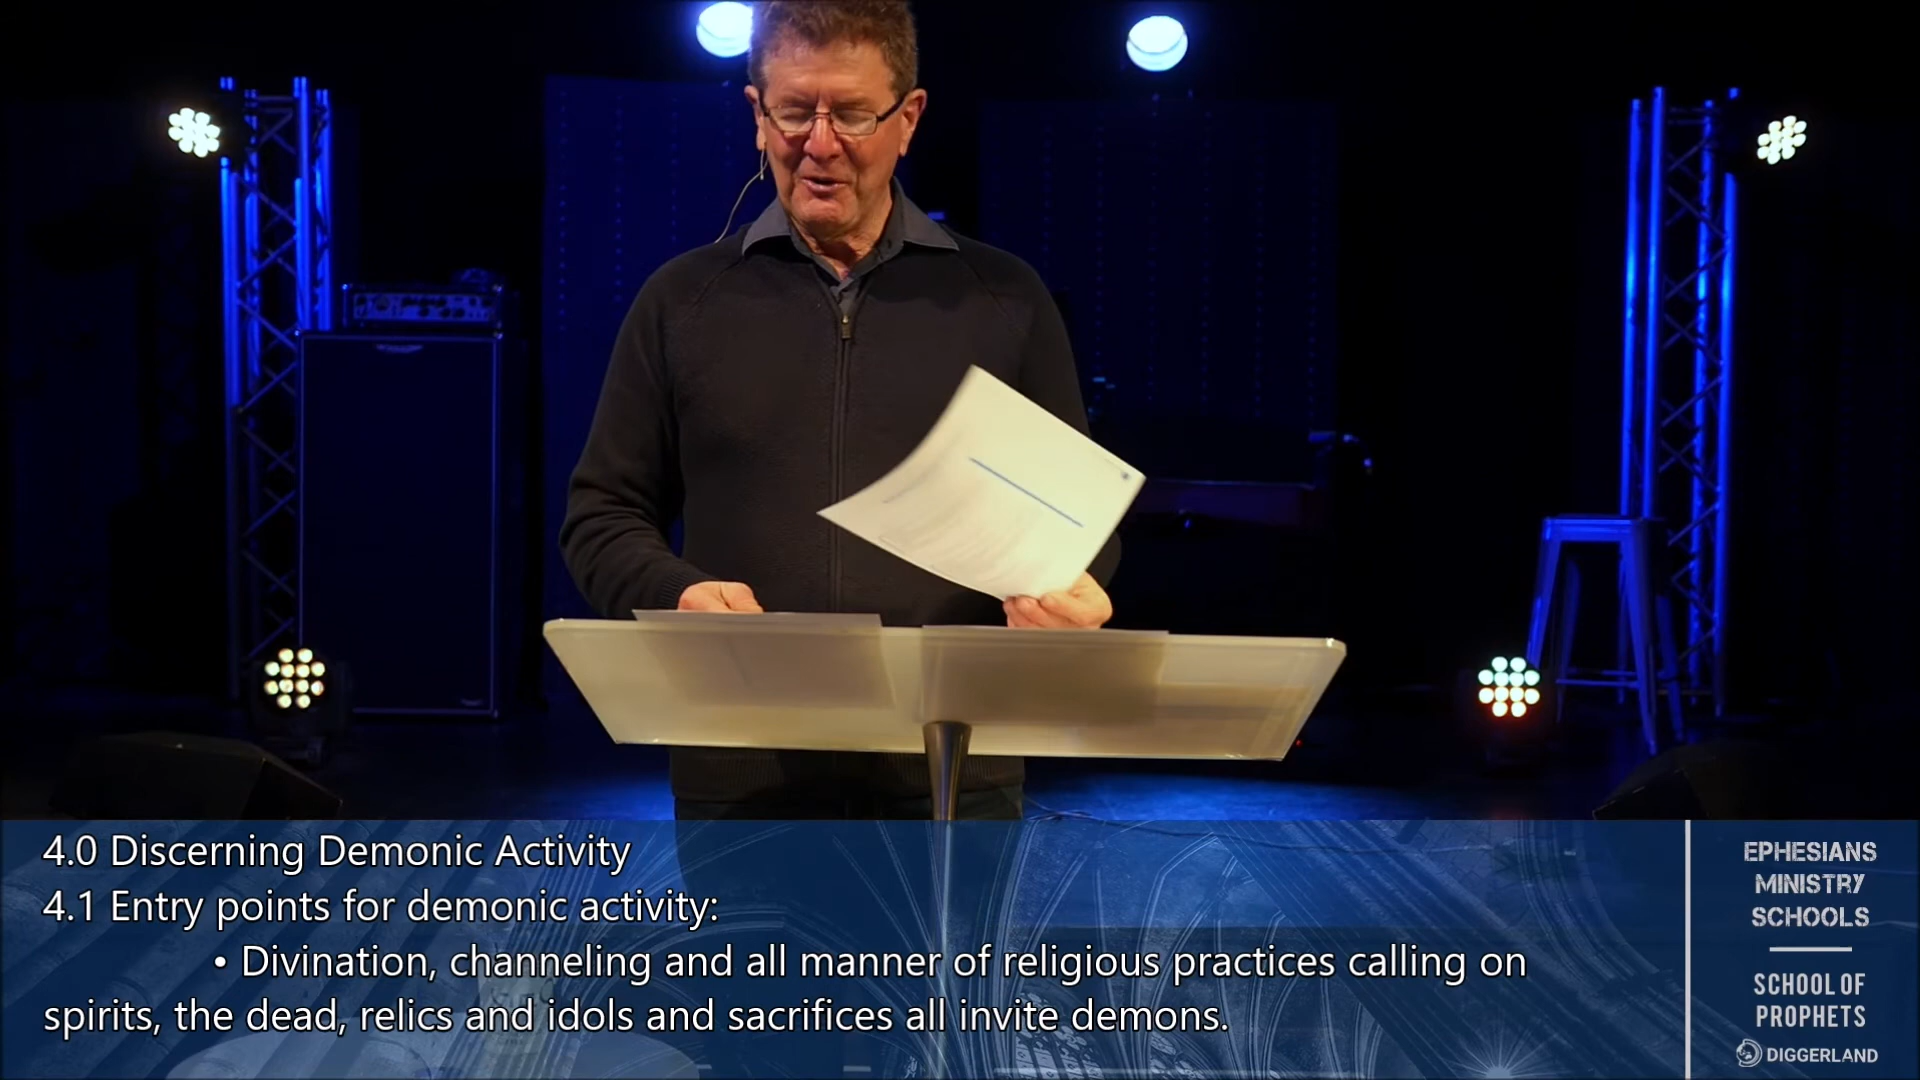 4.0 Discerning Demonic Activity
4.1 Entry points for demonic activity:
• Divination, channeling and all manner of religious practices calling on
spirits, the dead, relics and idols and sacrifices all invite demons.
EPHESIANS
MINISTRY
SCHOOLS
SCHOOL OF
PROPHETS
DIGGERLAND